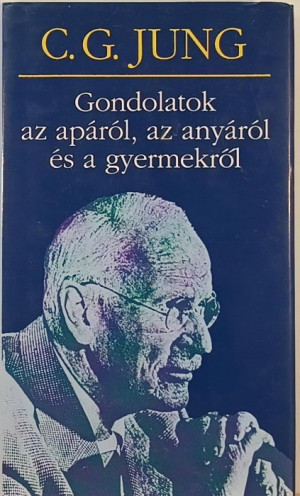 C. G. JUNG
Gondolatok
az apáról, az anyáról
és a gyermekről